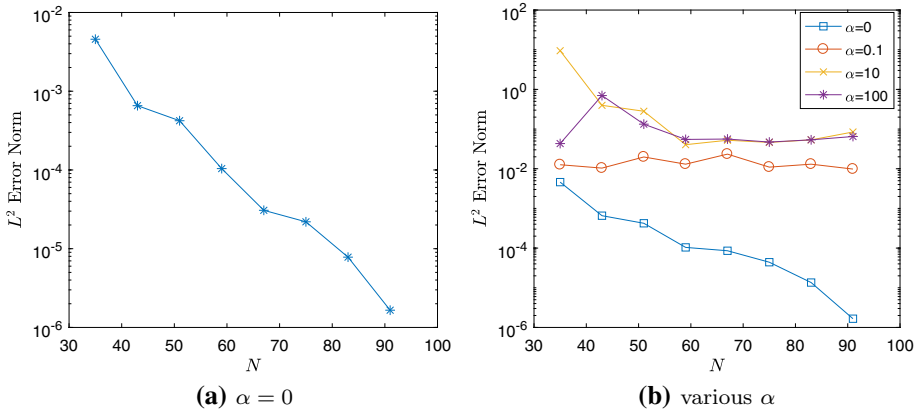 10^-2
10^-3
10^-4
10^-5
10^-6
L^2 Error Norm
30 40 50 60 70 80 90 100
N
(a) α = 0
10^2
10^0
10^-2
10^-4
10^-6
L^2 Error Norm
30 40 50 60 70 80 90 100
N
α=0
α=0.1
α=10
α=100
(b) various α